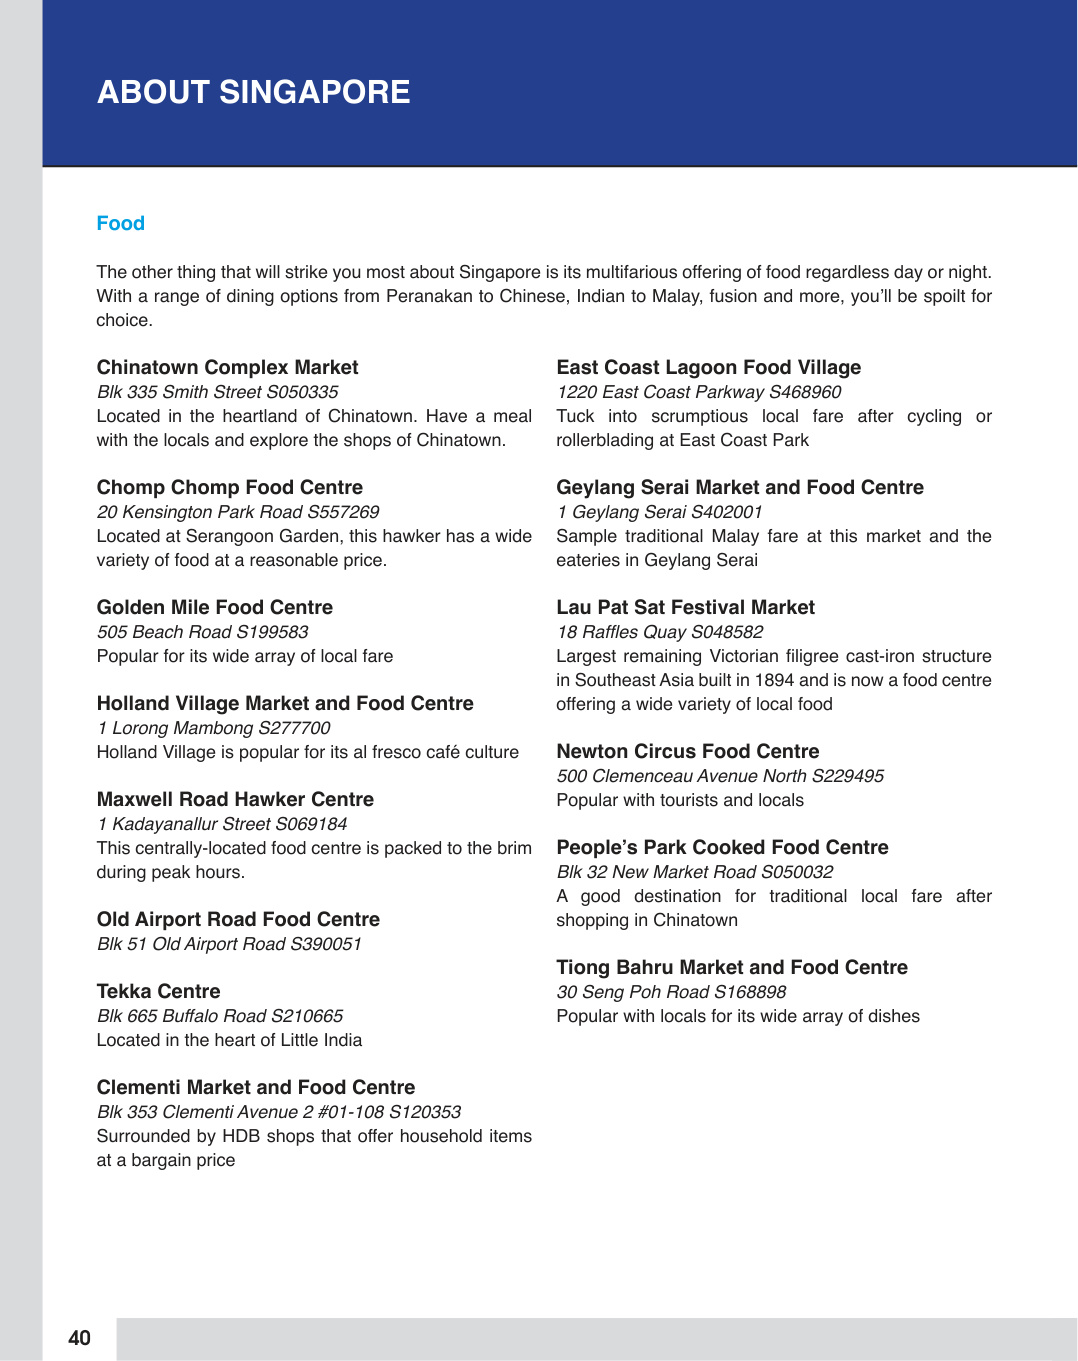 ABOUT SINGAPORE
Food
The other thing that will strike you most about Singapore is its multifarious offering of food regardless day or night.
With a range of dining options from Peranakan to Chinese, Indian to Malay, fusion and more, you’ll be spoilt for
choice.
Chinatown Complex Market
Blk 335 Smith Street S050335
Located in the heartland of Chinatown. Have a meal
with the locals and explore the shops of Chinatown.
Chomp Chomp Food Centre
20 Kensington Park Road S557269
Located at Serangoon Garden, this hawker has a wide
variety of food at a reasonable price.
Golden Mile Food Centre
505 Beach Road S199583
Popular for its wide array of local fare
Holland Village Market and Food Centre
1 Lorong Mambong S277700
Holland Village is popular for its al fresco café culture
Maxwell Road Hawker Centre
1 Kadayanallur Street S069184
This centrally-located food centre is packed to the brim
during peak hours.
Old Airport Road Food Centre
Blk 51 Old Airport Road S390051
Tekka Centre
Blk 665 Buffalo Road S210665
Located in the heart of Little India
Clementi Market and Food Centre
Blk 353 Clementi Avenue 2 #01-108 S120353
Surrounded by HDB shops that offer household items
at a bargain price
East Coast Lagoon Food Village
1220 East Coast Parkway S468960
Tuck into scrumptious local fare after cycling or
rollerblading at East Coast Park
Geylang Serai Market and Food Centre
1 Geylang Serai S402001
Sample traditional Malay fare at this market and the
eateries in Geylang Serai
Lau Pat Sat Festival Market
18 Raffles Quay S048582
Largest remaining Victorian filigree cast-iron structure
in Southeast Asia built in 1894 and is now a food centre
offering a wide variety of local food
Newton Circus Food Centre
500 Clemenceau Avenue North S229495
Popular with tourists and locals
People’s Park Cooked Food Centre
Blk 32 New Market Road S050032
A good destination for traditional local fare after
shopping in Chinatown
Tiong Bahru Market and Food Centre
30 Seng Poh Road S168898
Popular with locals for its wide array of dishes
40